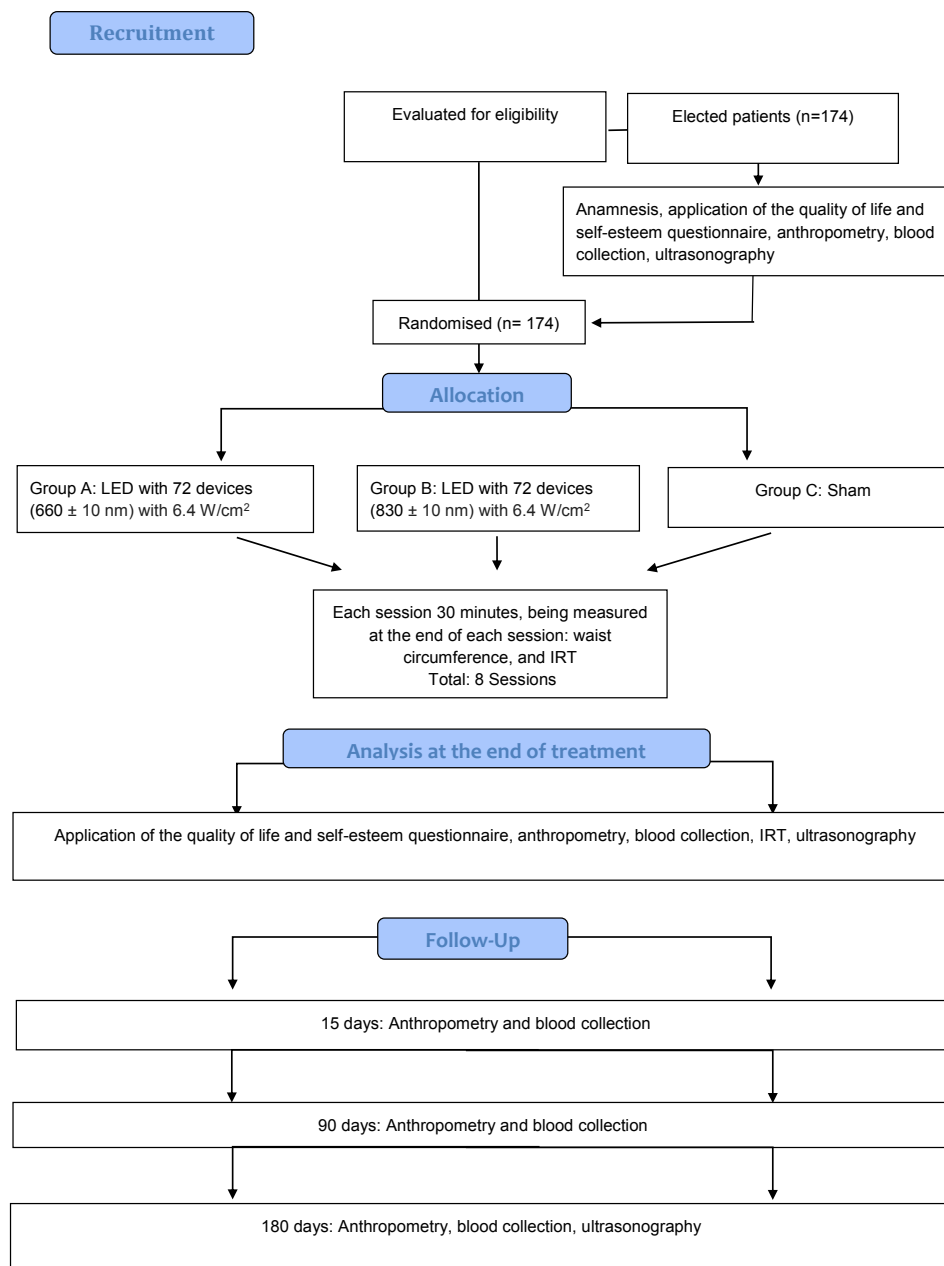 Recruitment
Evaluated for eligibility
Elected patients (n=174)
Anamnesis, application of the quality of life and
self-esteem questionnaire, anthropometry, blood
collection, ultrasonography
Randomised (n= 174)
Allocation
Group A: LED with 72 devices
(660 ± 10 nm) with 6.4 W/cm²
Group B: LED with 72 devices
(830 ± 10 nm) with 6.4 W/cm²
Group C: Sham
Each session 30 minutes, being measured
at the end of each session: waist
circumference, and IRT
Total: 8 Sessions
Analysis at the end of treatment
Application of the quality of life and self-esteem questionnaire, anthropometry, blood collection, IRT, ultrasonography
Follow-Up
15 days: Anthropometry and blood collection
90 days: Anthropometry and blood collection
180 days: Anthropometry, blood collection, ultrasonography